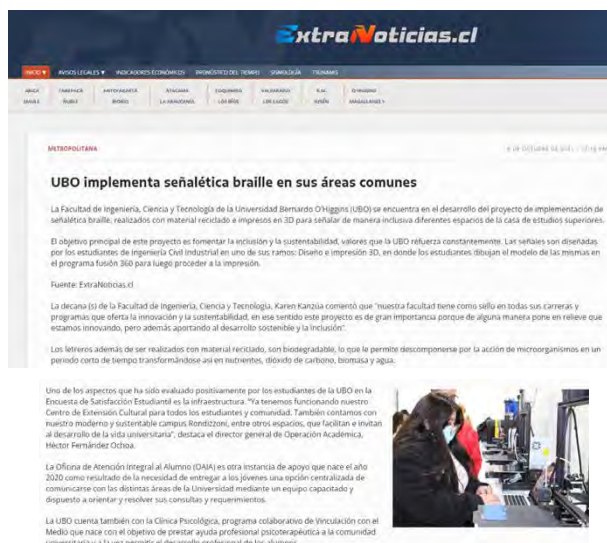 ExtraNoticias.cl
INICIO AVISOS LEGALES INDICADORES ECONÓMICOS PRONÓSTICO DEL TIEMPO SISMOLOGÍA TSUNAMIS
ARICA TARAPACÁ ANTOFAGASTA ATACAMA COQUIMBO VALPARAÍSO R.M. O'HIGGINS
MAULE ÑUBLE BIOBÍO LA ARAUCANÍA LOS RÍOS LOS LAGOS AYSÉN MAGALLANES
METROPOLITANA
UBO implementa señalética braille en sus áreas comunes
La Facultad de Ingeniería, Ciencia y Tecnología de la Universidad Bernardo O'Higgins (UBO) se encuentra en el desarrollo del proyecto de implementación de
señalética braille, realizados con material reciclado e impresos en 3D para señalar de manera inclusiva diferentes espacios de la casa de estudios superiores.
El objetivo principal de este proyecto es fomentar la inclusión y la sustentabilidad, valores que la UBO refuerza constantemente. Las señales son diseñadas
por los estudiantes de ingeniería Civil Industrial en uno de sus ramos: Diseño e impresión 3D, en donde los estudiantes dibujan el modelo de las mismas en
el programa fusión 360 para luego proceder a la impresión.
Fuente: ExtraNoticias.cl
La decana (s) de la Facultad de Ingeniería, Ciencia y Tecnología, Karen Kanzúa comentó que "nuestra facultad tiene como sello en todas sus carreras y
programas que oferta la innovación y la sustentabilidad, en ese sentido este proyecto es de gran importancia porque de alguna manera pone en relieve que
estamos innovando, pero además aportando al desarrollo sostenible y la inclusión".
Los letreros además de ser realizados con material reciclado, son biodegradable, lo que le permite descomponerse por la acción de microorganismos en un
periodo corto de tiempo transformándose así en nutrientes, dióxido de carbono, biomasa y agua.
Uno de los aspectos que ha sido evaluado positivamente por los estudiantes de la UBO en la
Encuesta de Satisfacción Estudiantil es la infraestructura. "Ya tenemos funcionando nuestro
Centro de Extensión Cultural para todos los estudiantes y comunidad. También contamos con
nuestro moderno y sustentable campus Rondizzoni, entre otros espacios, que facilitan e invitan
al desarrollo de la vida universitaria", destaca el director general de Operación Académica,
Héctor Fernández Ochoa.
La Oficina de Atención Integral al Alumno (OAIA) es otra instancia de apoyo que nace el año
2020 como resultado de la necesidad de entregar a los jóvenes una opción centralizada de
comunicarse con las distintas áreas de la Universidad mediante un equipo capacitado y
dispuesto a orientar y resolver sus consultas y requerimientos.
La UBO cuenta también con la Clínica Psicológica, programa colaborativo de Vinculación con el
Medio que nace con el objetivo de prestar ayuda profesional psicoterapéutica a la comunidad
universitaria y a la vez permitir el desarrollo profesional de los alumnos.